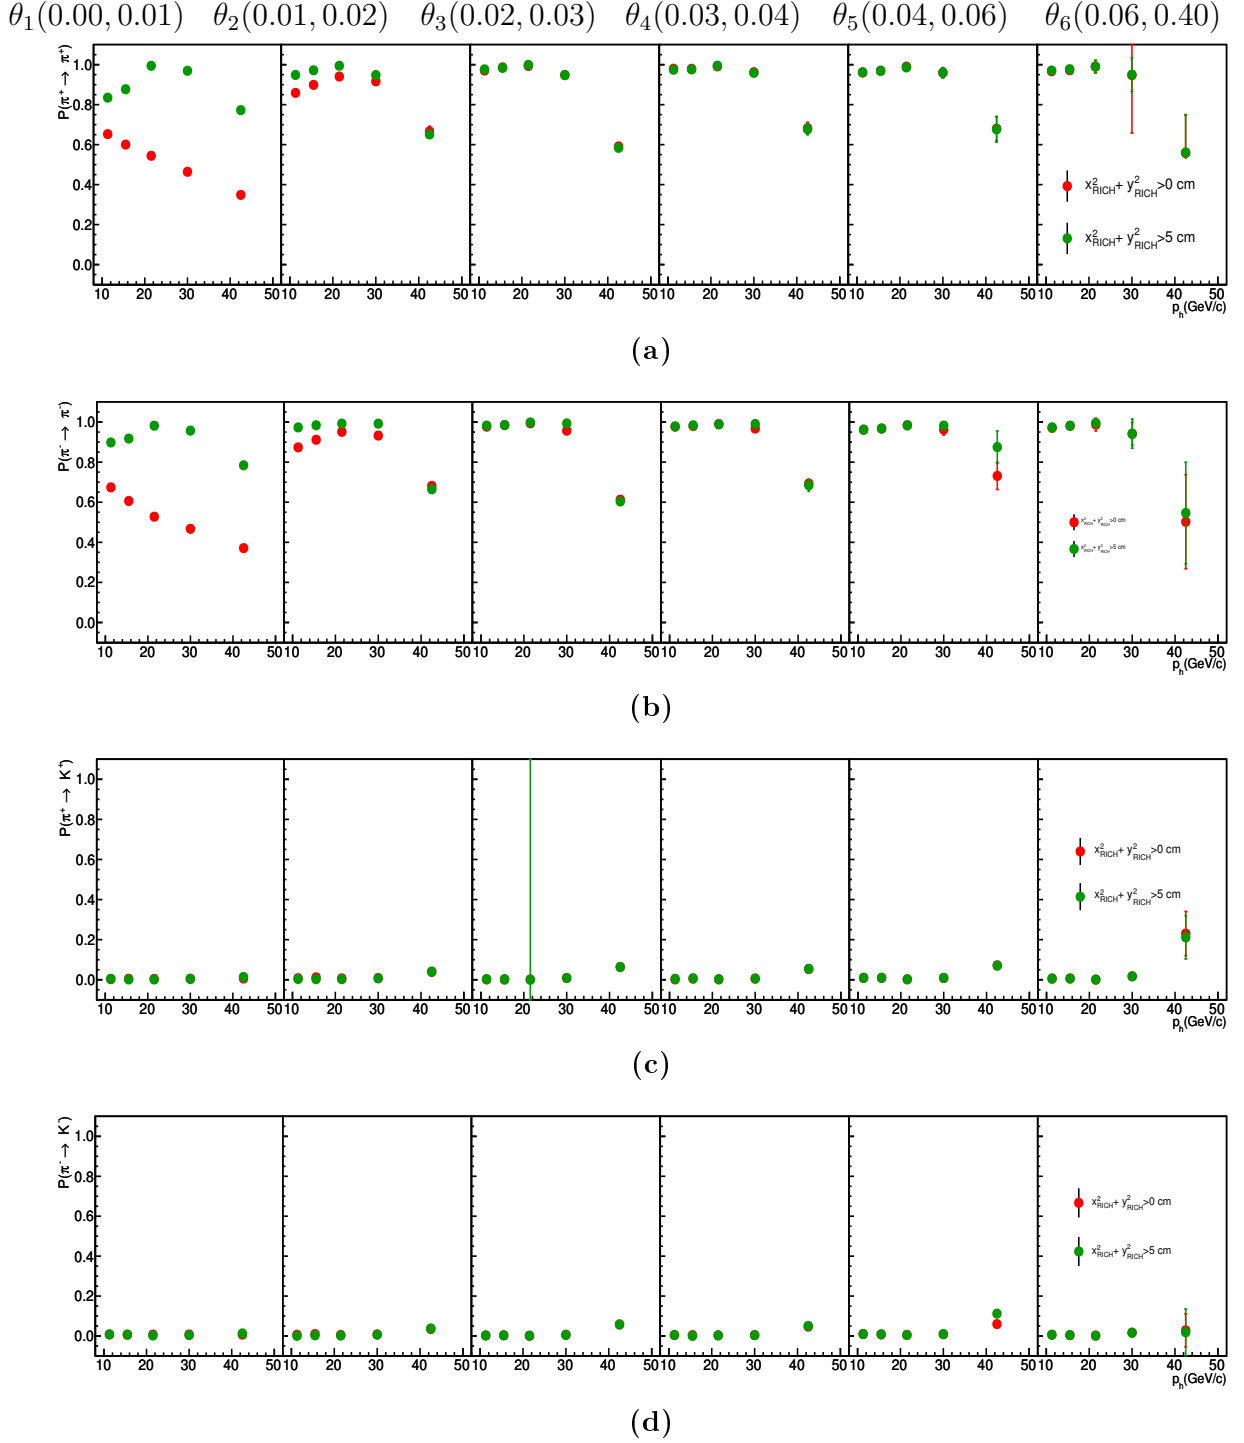 θ₁(0.00, 0.01) θ₂(0.01, 0.02) θ₃(0.02, 0.03) θ₄(0.03, 0.04) θ₅(0.04, 0.06) θ₆(0.06, 0.40)
P(π⁺ → π⁺)
1.0
0.8
0.6
0.4
0.2
0.0
x²RICH + y²RICH >0 cm
x²RICH + y²RICH >5 cm
10 20 30 40 50 10 20 30 40 50 10 20 30 40 50 10 20 30 40 50 10 20 30 40 50 10 20 30 40 50
pₕ(GeV/c)
(a)
P(π⁻ → π⁻)
1.0
0.8
0.6
0.4
0.2
0.0
x²RICH + y²RICH >0 cm
x²RICH + y²RICH >5 cm
10 20 30 40 50 10 20 30 40 50 10 20 30 40 50 10 20 30 40 50 10 20 30 40 50 10 20 30 40 50
pₕ(GeV/c)
(b)
P(π⁺ → K⁺)
1.0
0.8
0.6
0.4
0.2
0.0
x²RICH + y²RICH >0 cm
x²RICH + y²RICH >5 cm
10 20 30 40 50 10 20 30 40 50 10 20 30 40 50 10 20 30 40 50 10 20 30 40 50 10 20 30 40 50
pₕ(GeV/c)
(c)
P(π⁻ → K⁻)
1.0
0.8
0.6
0.4
0.2
0.0
x²RICH + y²RICH >0 cm
x²RICH + y²RICH >5 cm
10 20 30 40 50 10 20 30 40 50 10 20 30 40 50 10 20 30 40 50 10 20 30 40 50 10 20 30 40 50
pₕ(GeV/c)
(d)